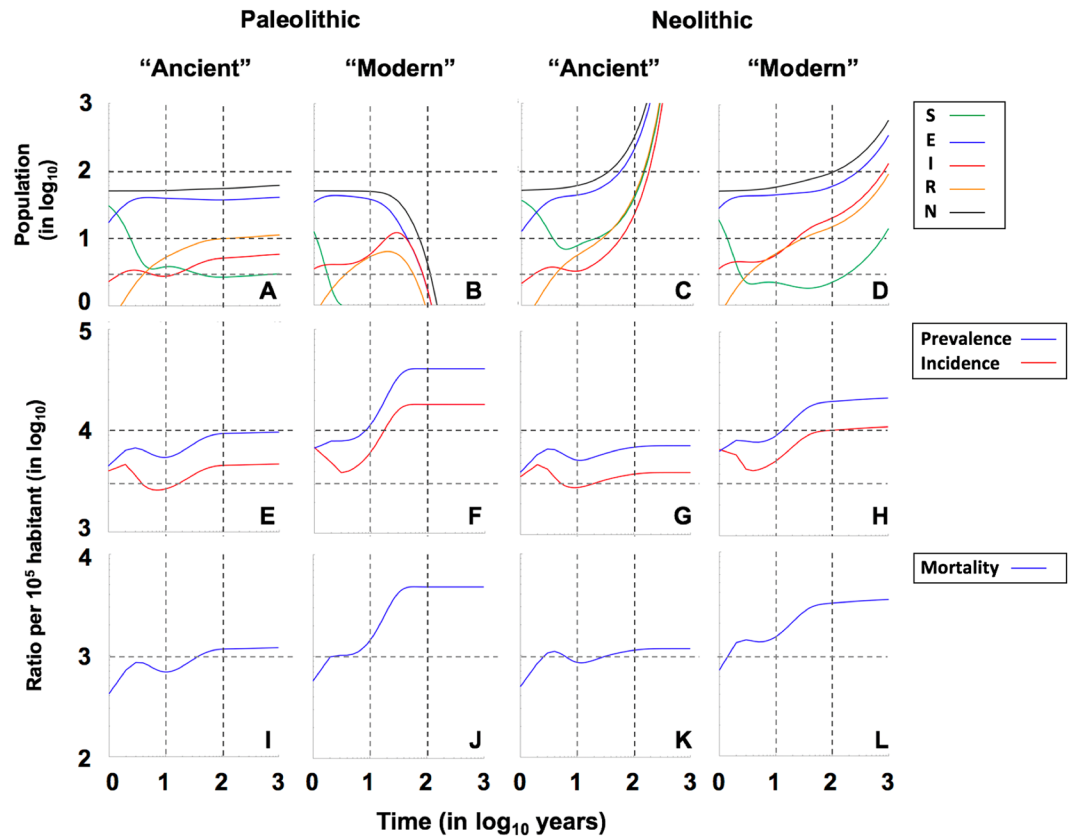 Paleolithic Neolithic
“Ancient” “Modern” “Ancient” “Modern”
Population
(in log10)
3
2
1
0
A B C D
S
E
I
R
N
Ratio per 10⁵ habitant (in log10)
5
4
3
E F G H
Prevalence
Incidence
4
3
2
I J K L
Mortality
0 1 2 3 0 1 2 3 0 1 2 3 0 1 2 3
Time (in log10 years)